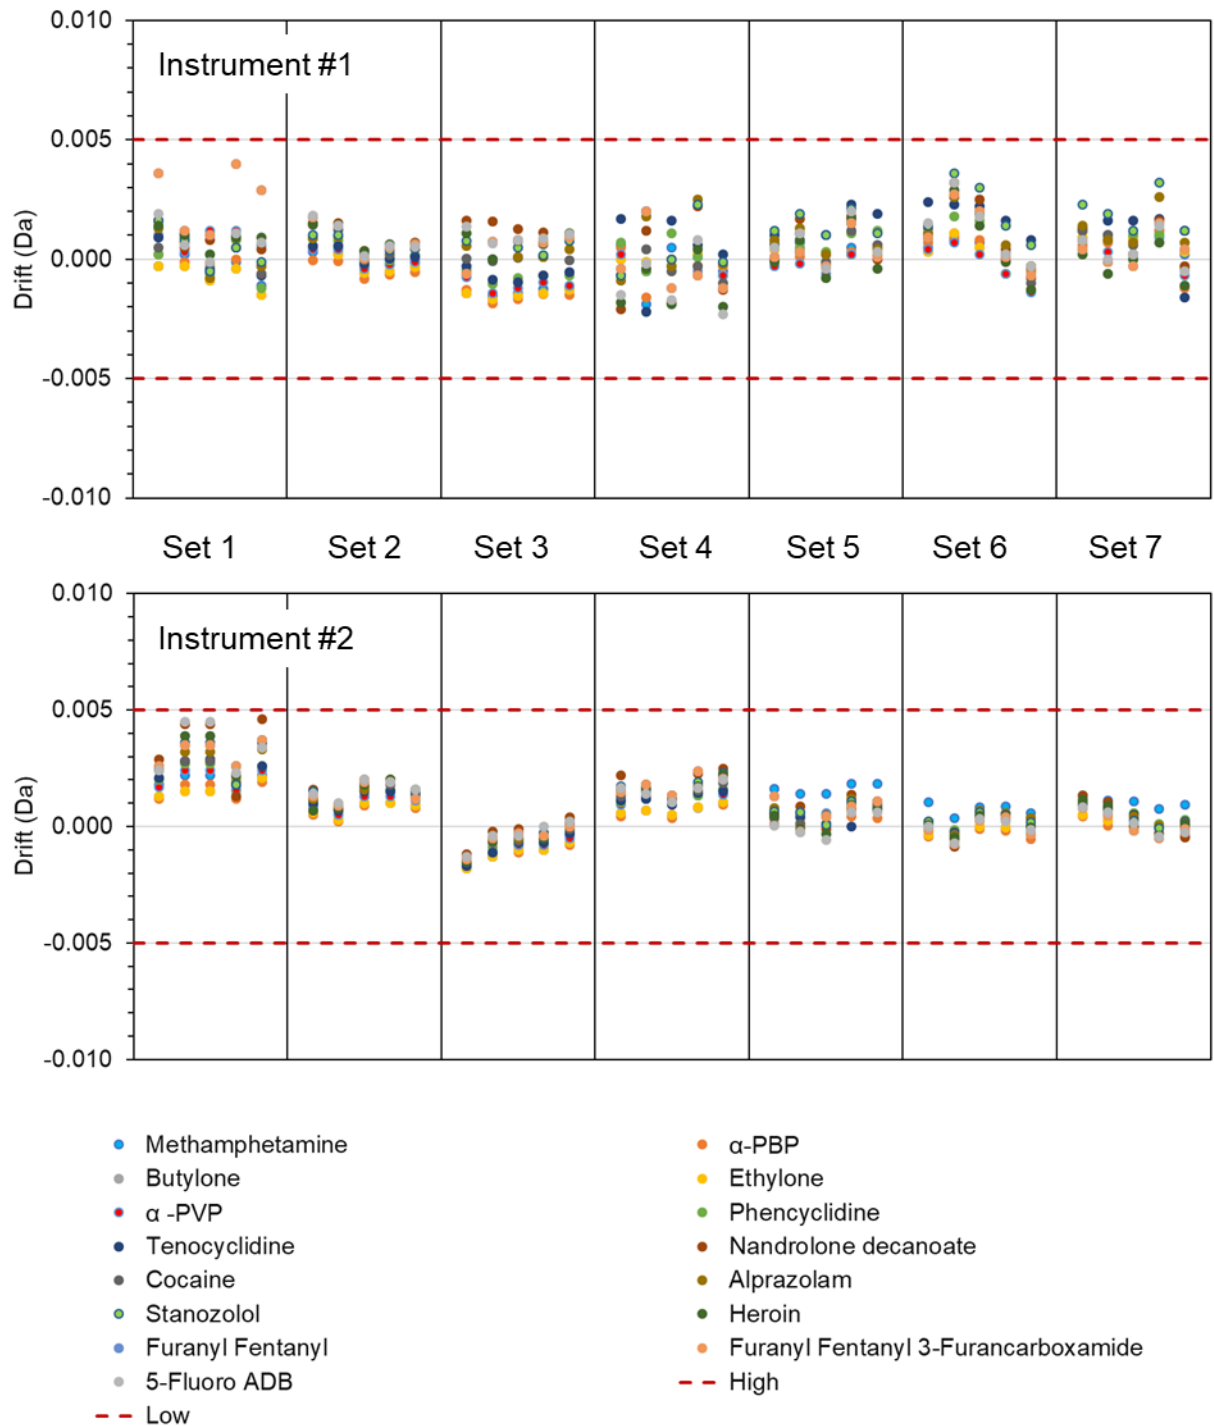 0.010
Instrument #1
0.005
0.000
-0.005
-0.010
Drift (Da)
Set 1 Set 2 Set 3 Set 4 Set 5 Set 6 Set 7
0.010
Instrument #2
0.005
0.000
-0.005
-0.010
Drift (Da)
Methamphetamine α-PBP
Butylone Ethylone
α -PVP Phencyclidine
Tenocyclidine Nandrolone decanoate
Cocaine Alprazolam
Stanozolol Heroin
Furanyl Fentanyl Furanyl Fentanyl 3-Furancarboxamide
5-Fluoro ADB High
Low